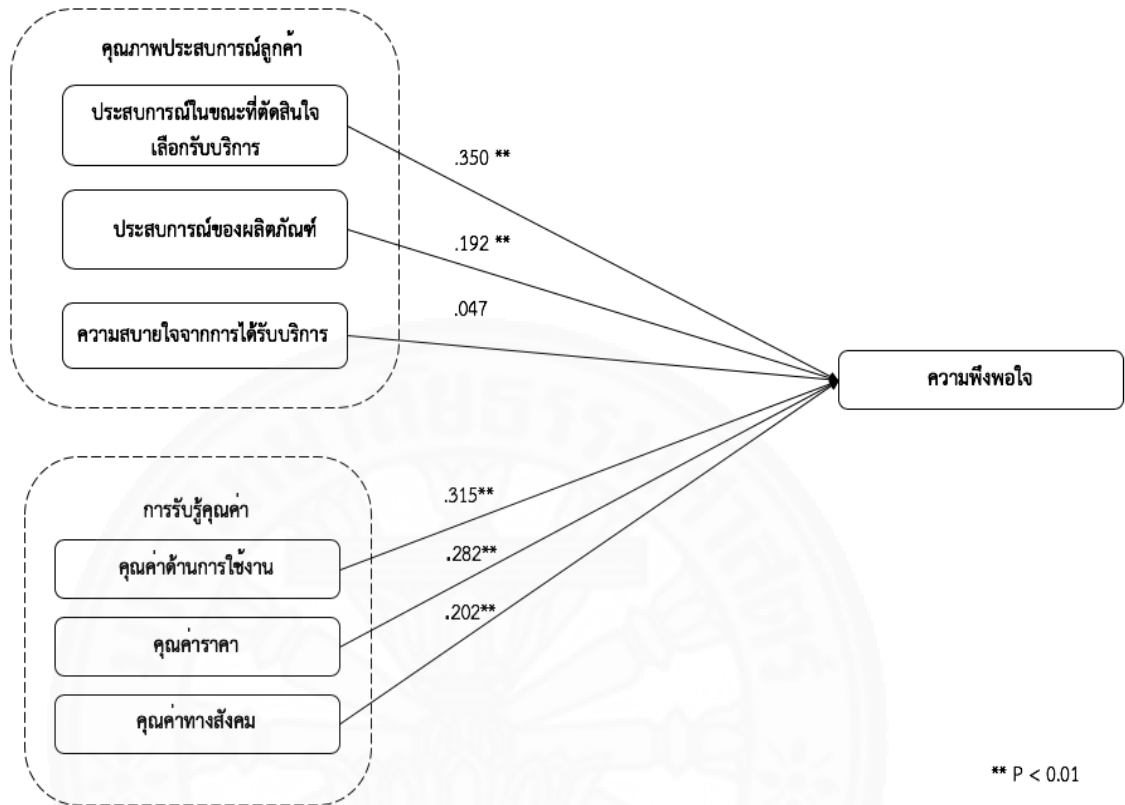 คุณภาพประสบการณ์ลูกค้า
ประสบการณ์ในขณะที่ตัดสินใจ
เลือกรับบริการ
.350 **
ประสบการณ์ของผลิตภัณฑ์
.192 **
.047
ความสบายใจจากการได้รับบริการ
ความพึงพอใจ
การรับรู้คุณค่า
.315**
คุณค่าด้านการใช้งาน
.282**
.202**
คุณค่าราคา
คุณค่าทางสังคม
** P < 0.01